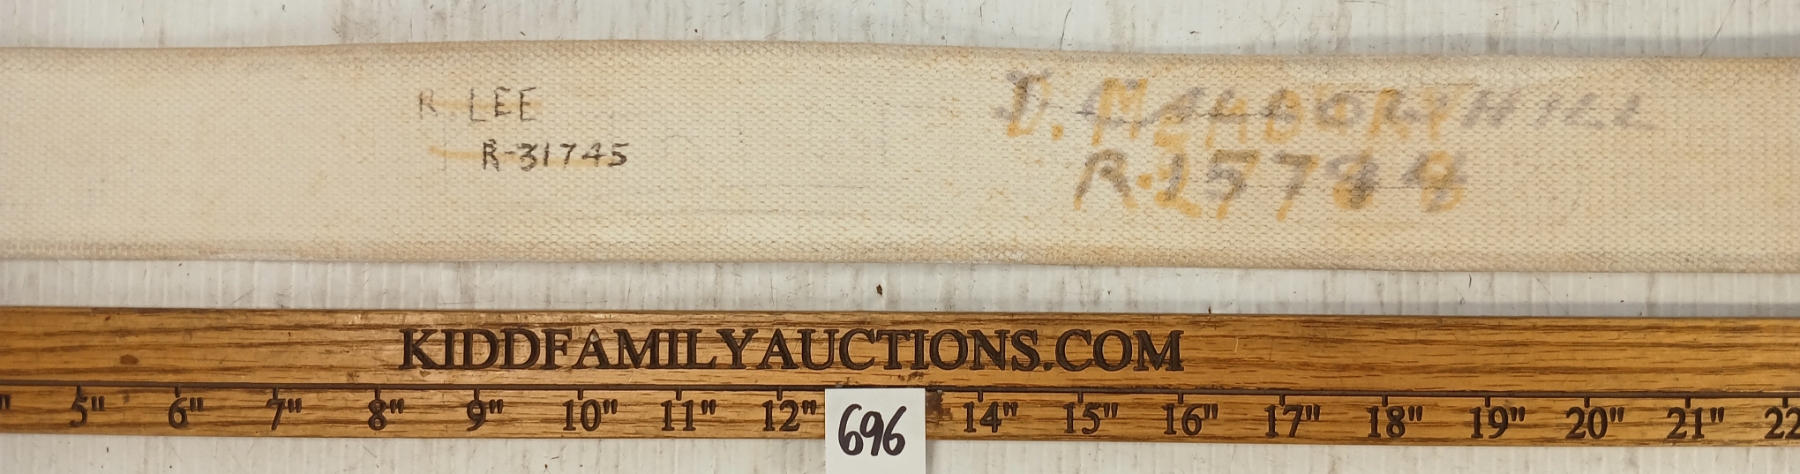 R. LEE
R-31745
D.
R-15788
KIDDFAMILYAUCTIONS.COM
5" 6" 7" 8" 9" 10" 11" 12" 14" 15" 16" 17" 18" 19" 20" 21" 22
696